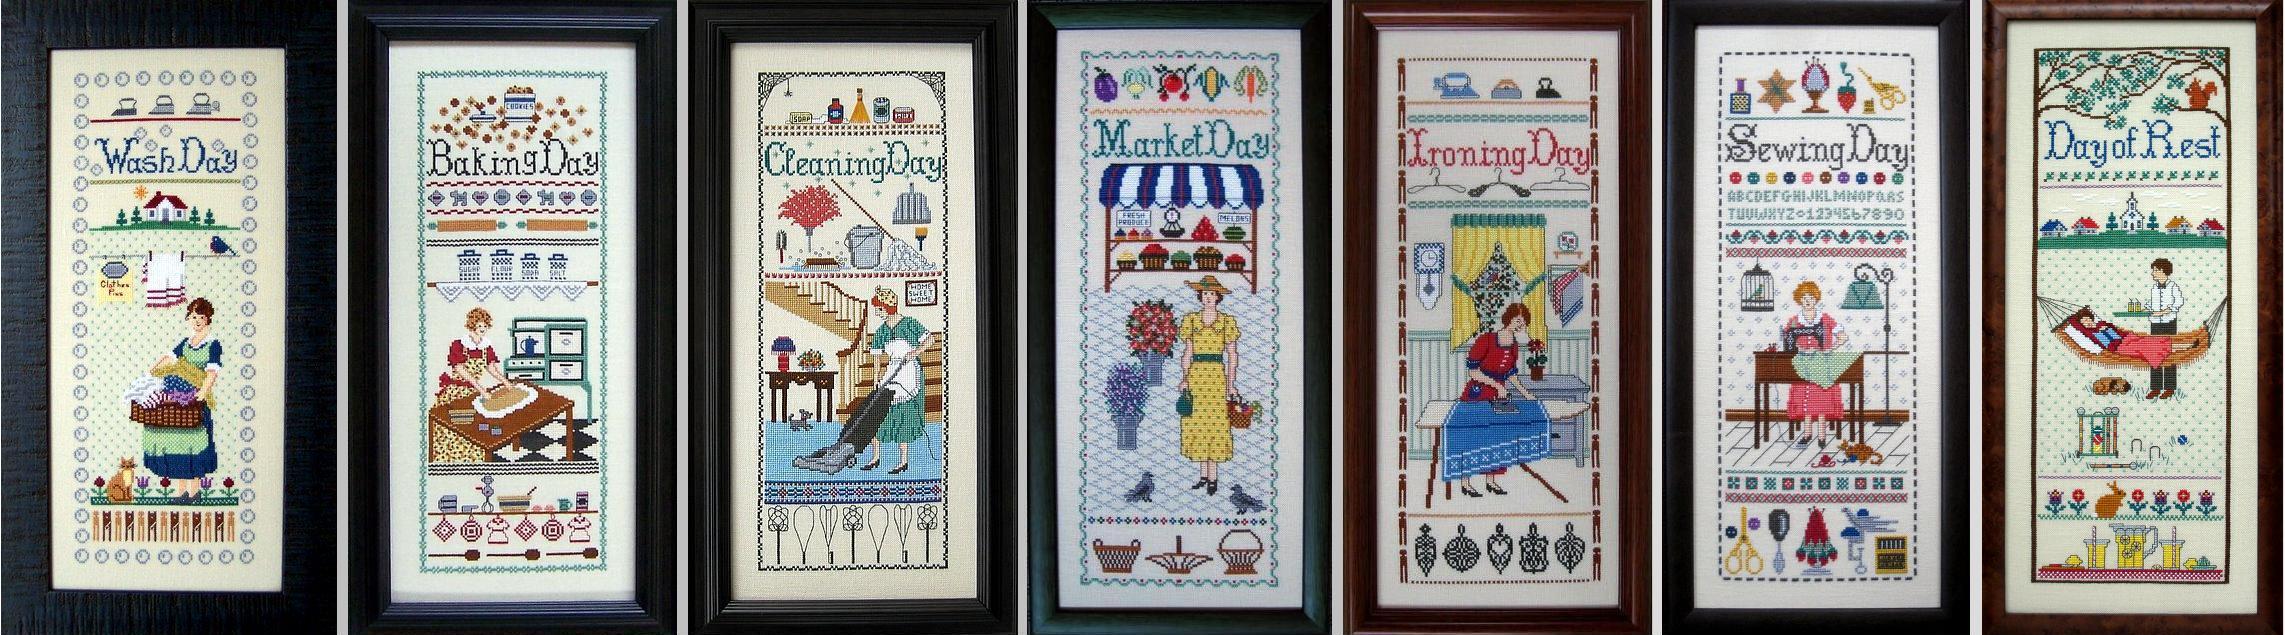 Wash Day
Clothes
Pins
COOKIES
Baking Day
SUGAR
FLOUR
SODA
SALT
SOAP
Cleaning Day
HOME
SWEET
HOME
Market Day
FRESH
PRODUCE
MELONS
Ironing Day
Sewing Day
ABCDEFGHIJKLMNOPQRS
TUVWXYZ 1234567890
Day of Rest